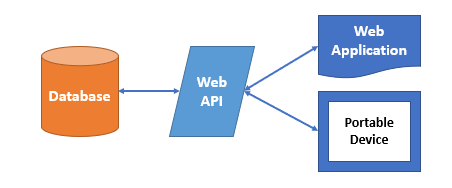 Database
Web
API
Web
Application
Portable
Device